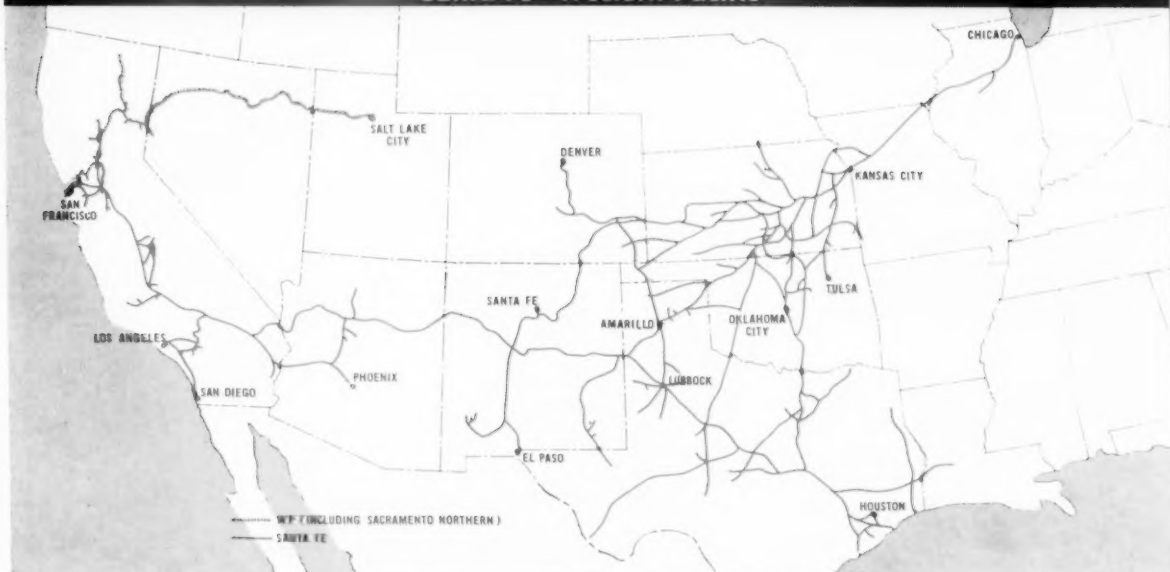 CHICAGO
SALT LAKE
CITY
DENVER
KANSAS CITY
SAN
FRANCISCO
SANTA FE
TULSA
AMARILLO
OKLAHOMA
CITY
LOS ANGELES
PHOENIX
LUBBOCK
SAN DIEGO
EL PASO
HOUSTON
WP (INCLUDING SACRAMENTO NORTHERN)
SANTA FE